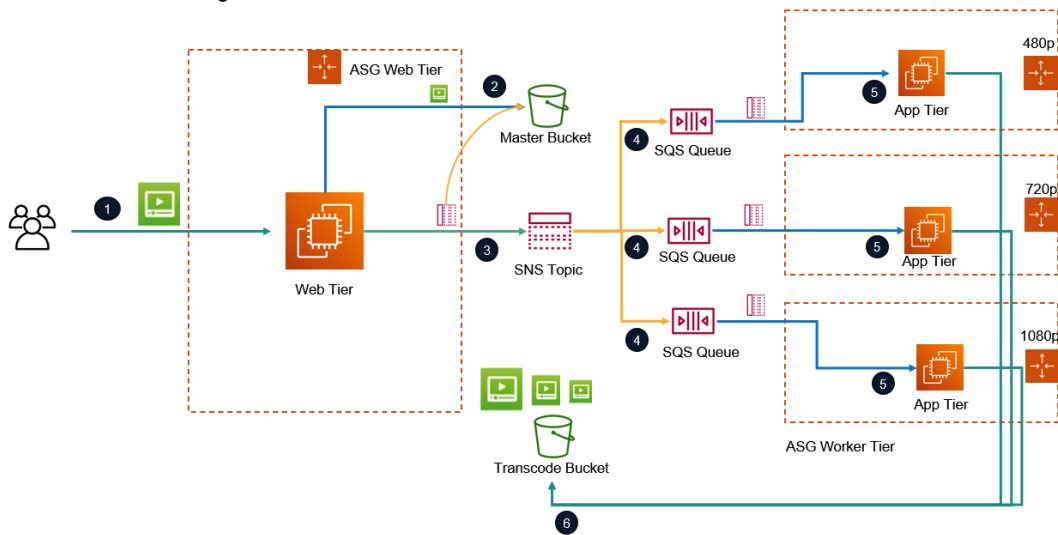 ASG Web Tier
480p
2
5
App Tier
Master Bucket
4
SQS Queue
1
720p
3
SNS Topic
4
SQS Queue
5
App Tier
Web Tier
4
SQS Queue
1080p
5
App Tier
ASG Worker Tier
Transcode Bucket
6